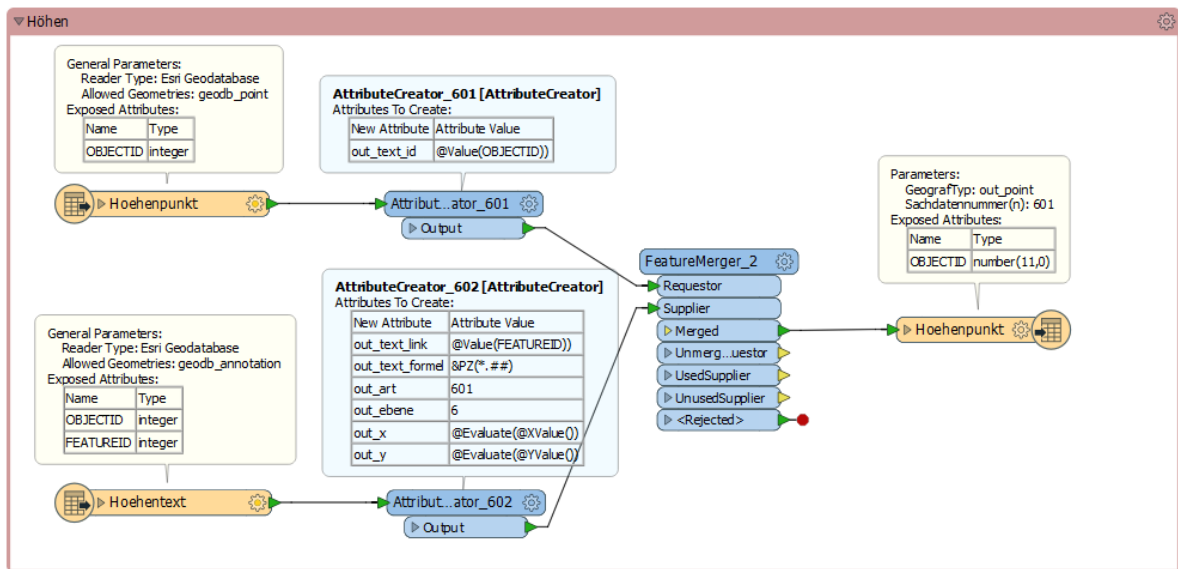 Höhen
General Parameters:
Reader Type: Esri Geodatabase
Allowed Geometries: geodb_point
Exposed Attributes:
Name Type
OBJECTID integer
Hoehenpunkt
AttributeCreator_601 [AttributeCreator]
Attributes To Create:
New Attribute Attribute Value
out_text_id @Value(OBJECTID))
Attribut...ator_601
Output
General Parameters:
Reader Type: Esri Geodatabase
Allowed Geometries: geodb_annotation
Exposed Attributes:
Name Type
OBJECTID integer
FEATUREID integer
Hoehentext
AttributeCreator_602 [AttributeCreator]
Attributes To Create:
New Attribute Attribute Value
out_text_link @Value(FEATUREID))
out_text_formel &PZ(*.##)
out_art 601
out_ebene 6
out_x @Evaluate(@XValue())
out_y @Evaluate(@YValue())
Attribut...ator_602
Output
FeatureMerger_2
Requestor
Supplier
Merged
Unmerg...uestor
UsedSupplier
UnusedSupplier
<Rejected>
Parameters:
GeografTyp: out_point
Sachdatennummer(n): 601
Exposed Attributes:
Name Type
OBJECTID number(11,0)
Hoehenpunkt